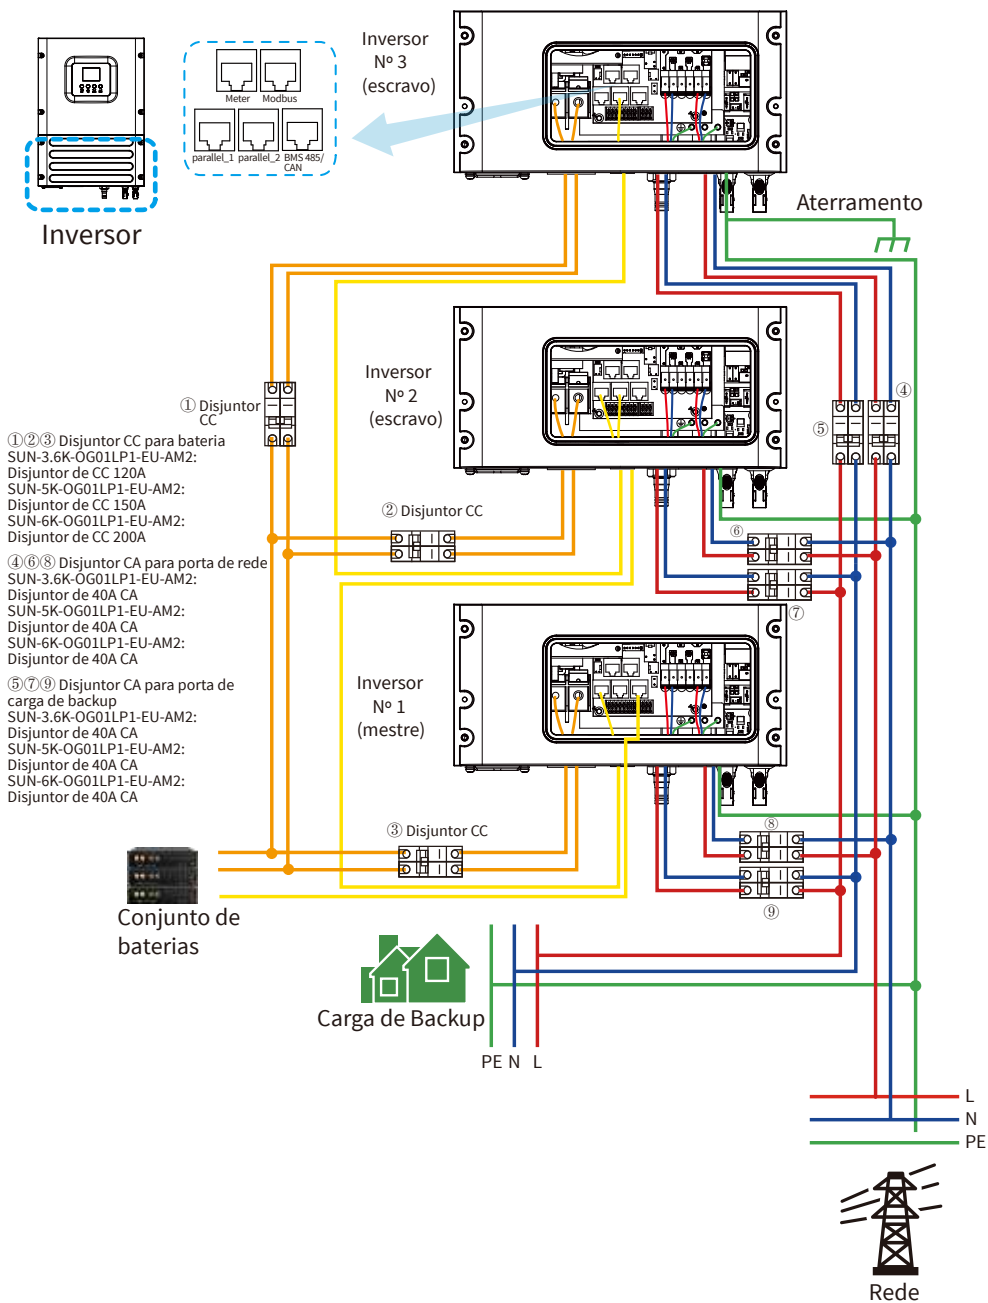 Inversor
Nº 3
(escravo)
Meter
Modbus
parallel_1
parallel_2
BMS 485/
CAN
Inversor
Aterramento
Inversor
Nº 2
(escravo)
① Disjuntor
CC
④
⑤
①②③ Disjuntor CC para bateria
SUN-3.6K-OG01LP1-EU-AM2:
Disjuntor de CC 120A
SUN-5K-OG01LP1-EU-AM2:
Disjuntor de CC 150A
SUN-6K-OG01LP1-EU-AM2:
Disjuntor de CC 200A
② Disjuntor CC
⑥
⑦
④⑥⑧ Disjuntor CA para porta de rede
SUN-3.6K-OG01LP1-EU-AM2:
Disjuntor de 40A CA
SUN-5K-OG01LP1-EU-AM2:
Disjuntor de 40A CA
SUN-6K-OG01LP1-EU-AM2:
Disjuntor de 40A CA
⑤⑦⑨ Disjuntor CA para porta de
carga de backup
SUN-3.6K-OG01LP1-EU-AM2:
Disjuntor de 40A CA
SUN-5K-OG01LP1-EU-AM2:
Disjuntor de 40A CA
SUN-6K-OG01LP1-EU-AM2:
Disjuntor de 40A CA
Inversor
Nº 1
(mestre)
③ Disjuntor CC
⑧
⑨
Conjunto de
baterias
Carga de Backup
PE N L
L
N
PE
Rede